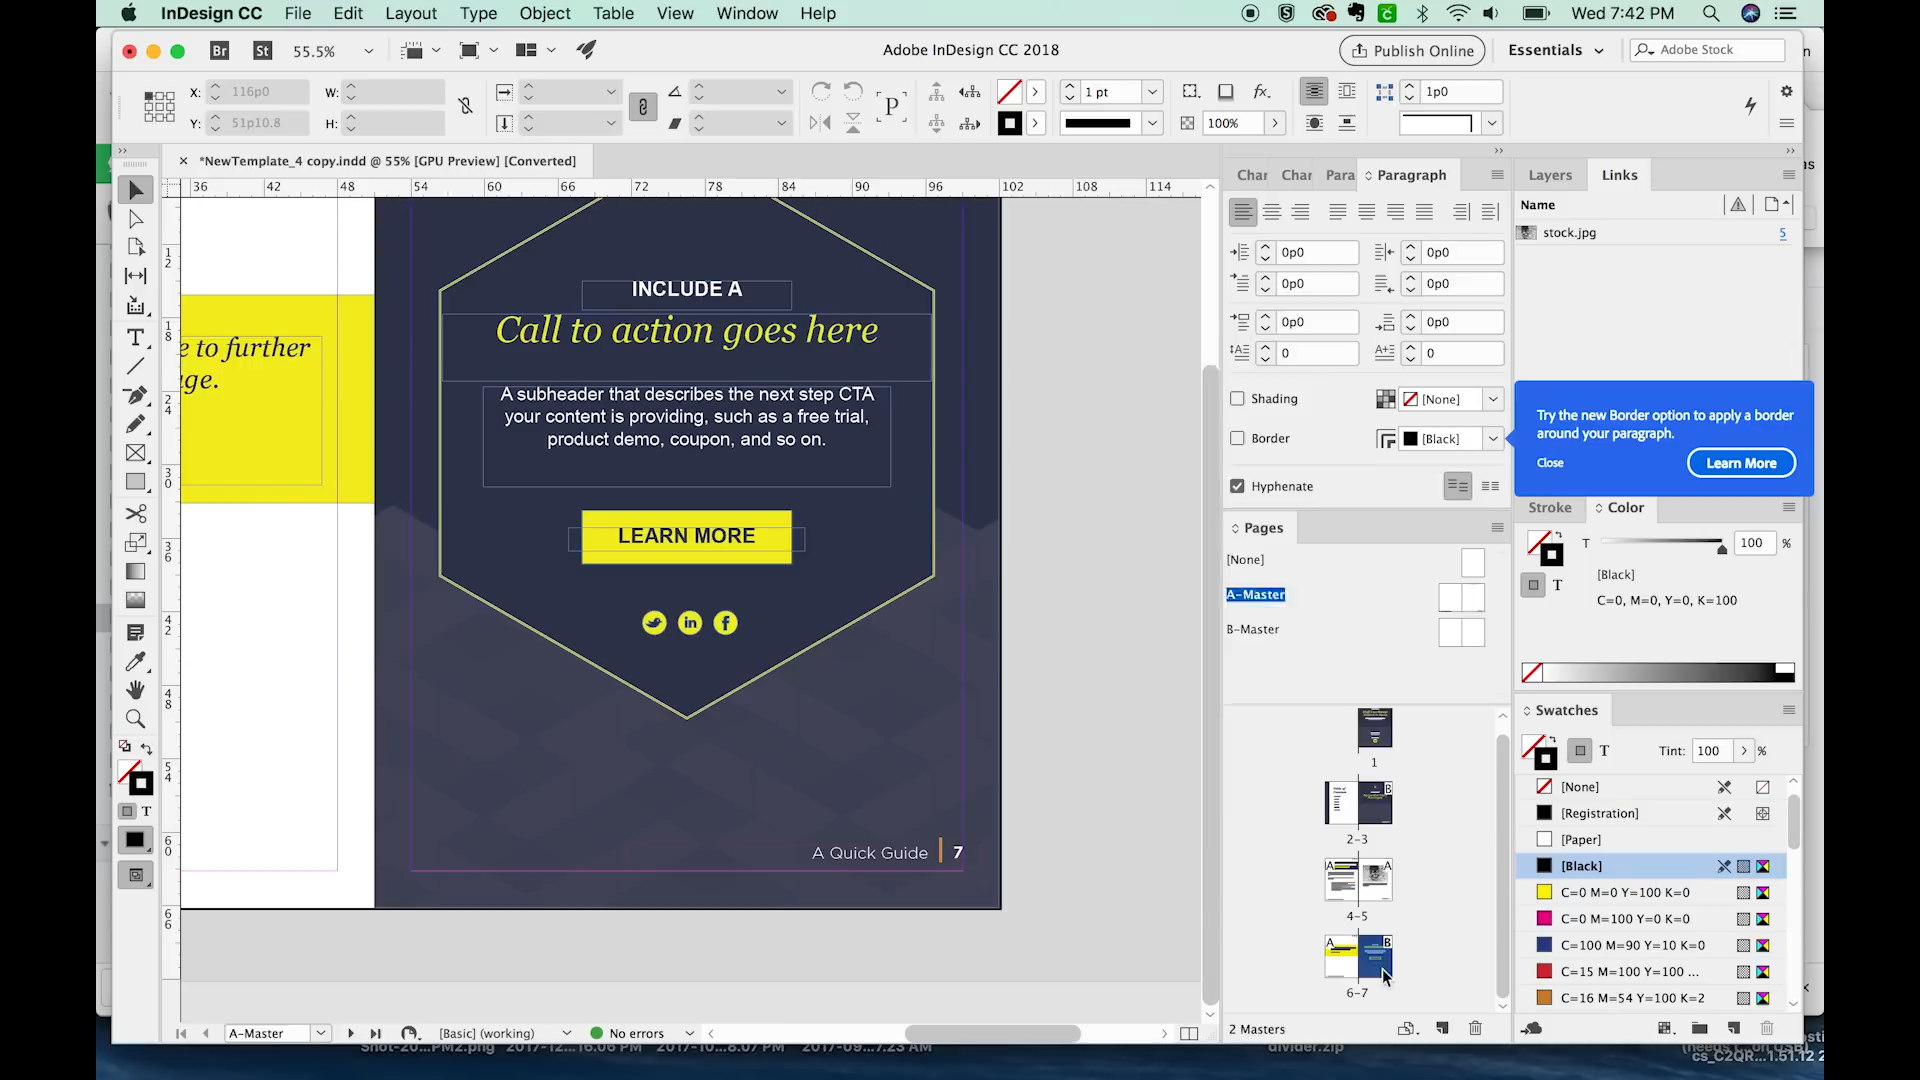 InDesign CC File Edit Layout Type Object Table View Window Help
Wed 7:42 PM
Br St 55.5%
Adobe InDesign CC 2018
Publish Online
Essentials
Adobe Stock
X: 116p0
W:
1 pt
1p0
Y: 51p10.8
H:
100%
*NewTemplate_4 copy.indd @ 55% [GPU Preview] [Converted]
36 42 48 54 60 66 72 78 84 90 96 102 108 114
INCLUDE A
Call to action goes here
A subheader that describes the next step CTA
your content is providing, such as a free trial,
product demo, coupon, and so on.
LEARN MORE
in f
A Quick Guide 7
e to further
ge.
Char Char Para Paragraph
0p0 0p0
0p0 0p0
0p0 0p0
0 0
Shading [None]
Border [Black]
Hyphenate
Pages
[None]
A-Master
B-Master
1
B
2-3
A A
4-5
A B
6-7
2 Masters
Layers Links
Name
stock.jpg 5
Try the new Border option to apply a border
around your paragraph.
Close Learn More
Stroke Color
T 100 %
[Black]
C=0, M=0, Y=0, K=100
T
Swatches
T Tint: 100 %
[None]
[Registration]
[Paper]
[Black]
C=0 M=0 Y=100 K=0
C=0 M=100 Y=0 K=0
C=100 M=90 Y=10 K=0
C=15 M=100 Y=100 ...
C=16 M=54 Y=100 K=2
A-Master
[Basic] (working)
No errors
divider.zip